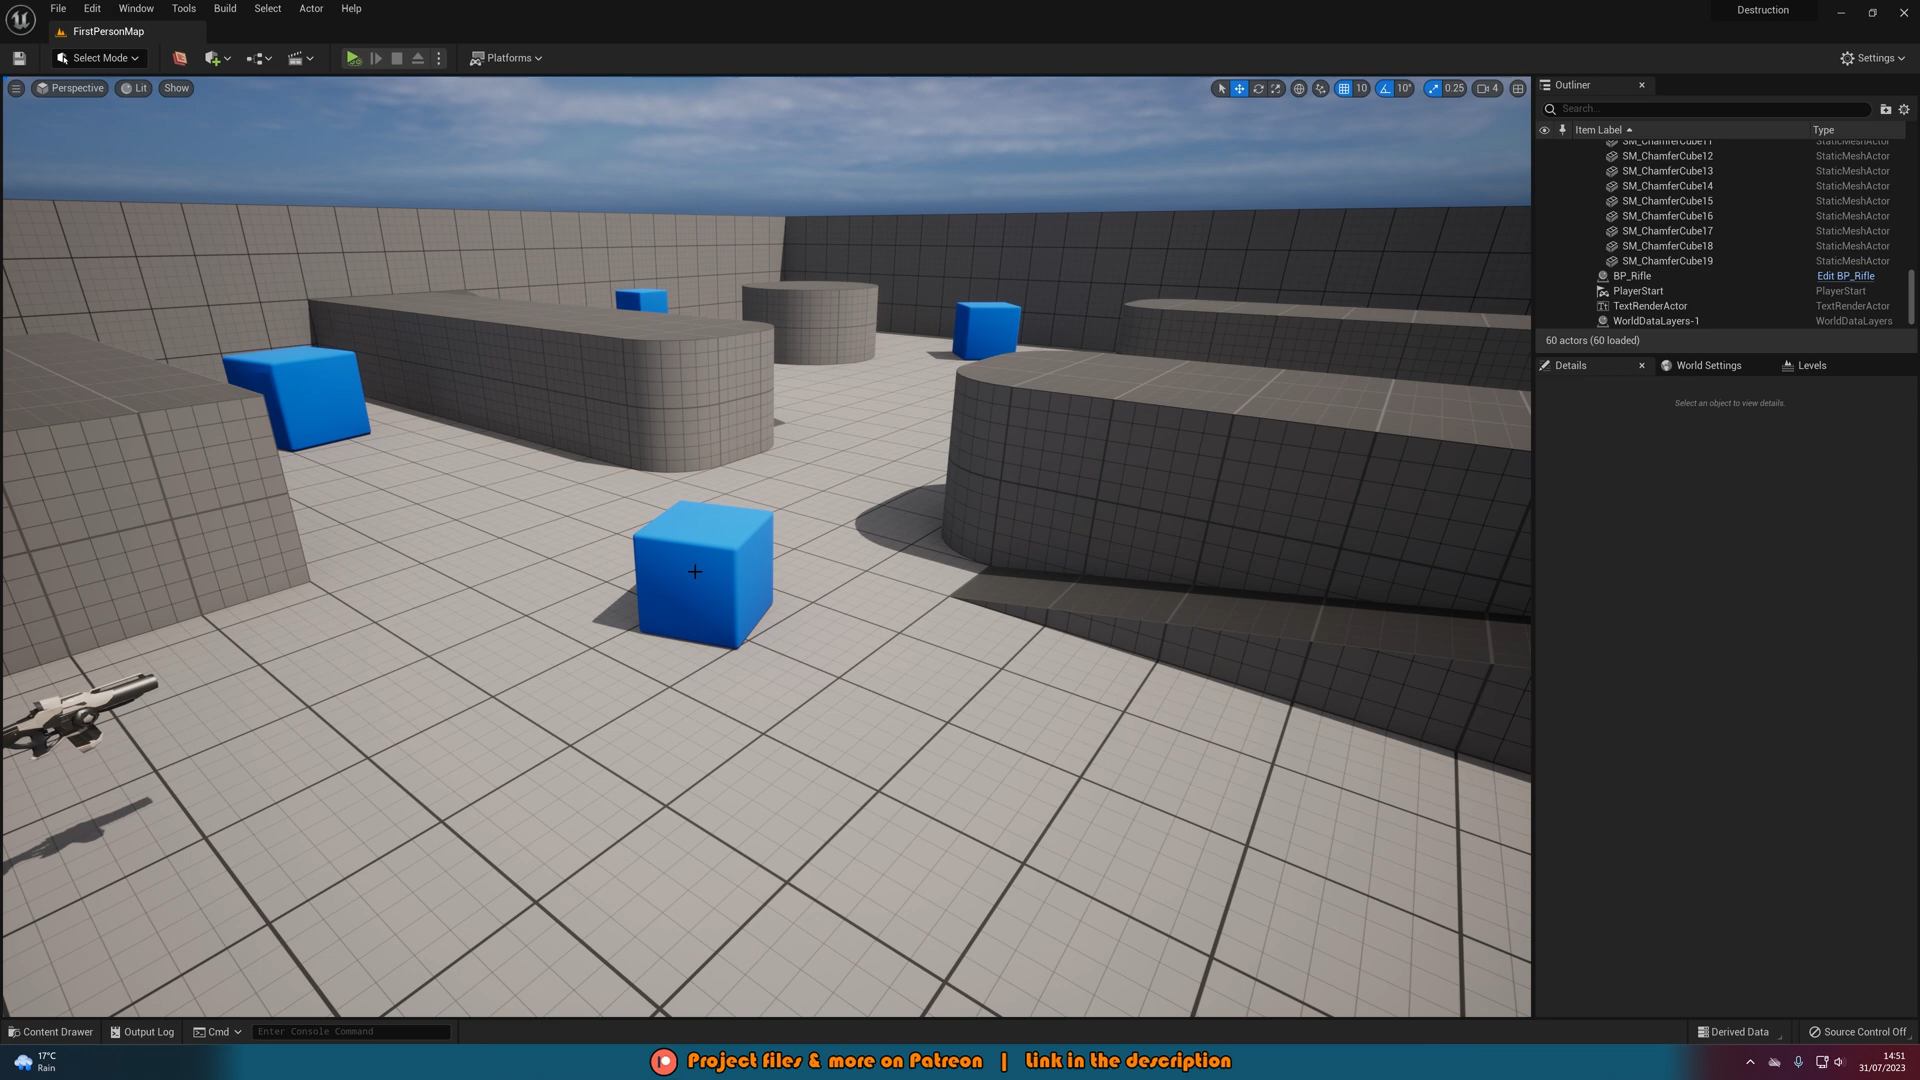 File Edit Window Tools Build Select Actor Help
Destruction
FirstPersonMap
Select Mode
Platforms
Settings
Perspective Lit Show
10 10° 0.25 4
Outliner
Search...
Item Label Type
SM_ChamferCube11 StaticMeshActor
SM_ChamferCube12 StaticMeshActor
SM_ChamferCube13 StaticMeshActor
SM_ChamferCube14 StaticMeshActor
SM_ChamferCube15 StaticMeshActor
SM_ChamferCube16 StaticMeshActor
SM_ChamferCube17 StaticMeshActor
SM_ChamferCube18 StaticMeshActor
SM_ChamferCube19 StaticMeshActor
BP_Rifle Edit BP_Rifle
PlayerStart PlayerStart
TextRenderActor TextRenderActor
WorldDataLayers-1 WorldDataLayers
60 actors (60 loaded)
Details World Settings Levels
Select an object to view details.
Content Drawer Output Log Cmd Enter Console Command
Derived Data Source Control Off
17°C
Rain
Project files & more on Patreon | Link in the description
14:51
31/07/2023